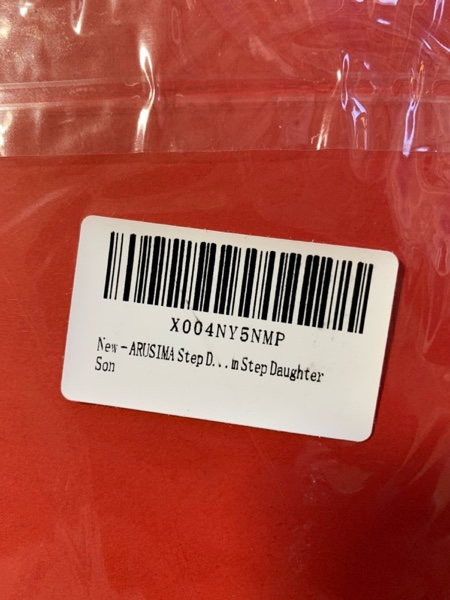 X004NY5NMP
New - ARUSIMA Step D...m Step Daughter
Son